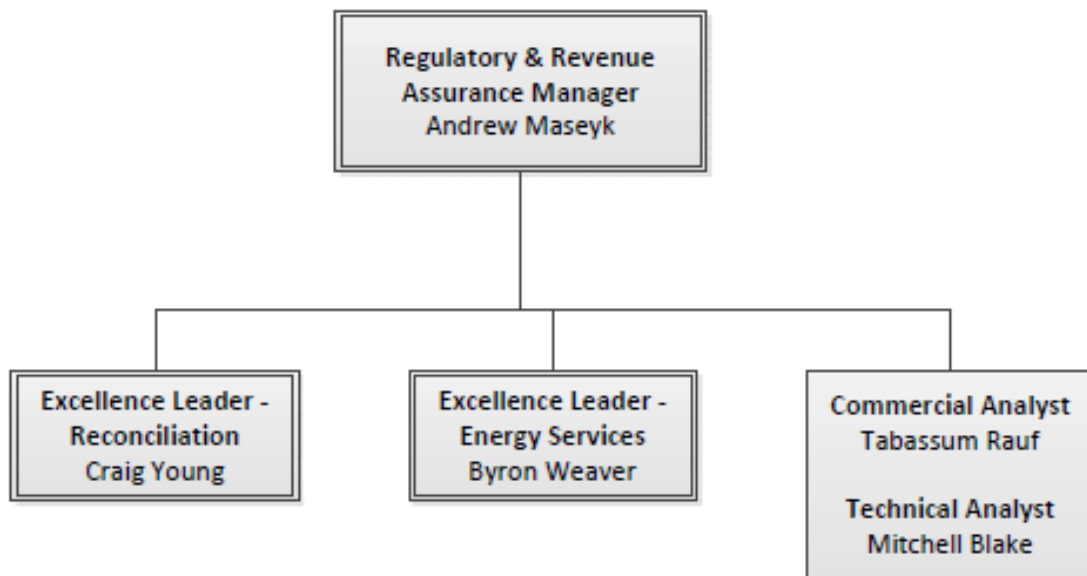 Regulatory & Revenue
Assurance Manager
Andrew Maseyk
Excellence Leader -
Reconciliation
Craig Young
Excellence Leader -
Energy Services
Byron Weaver
Commercial Analyst
Tabassum Rauf
Technical Analyst
Mitchell Blake